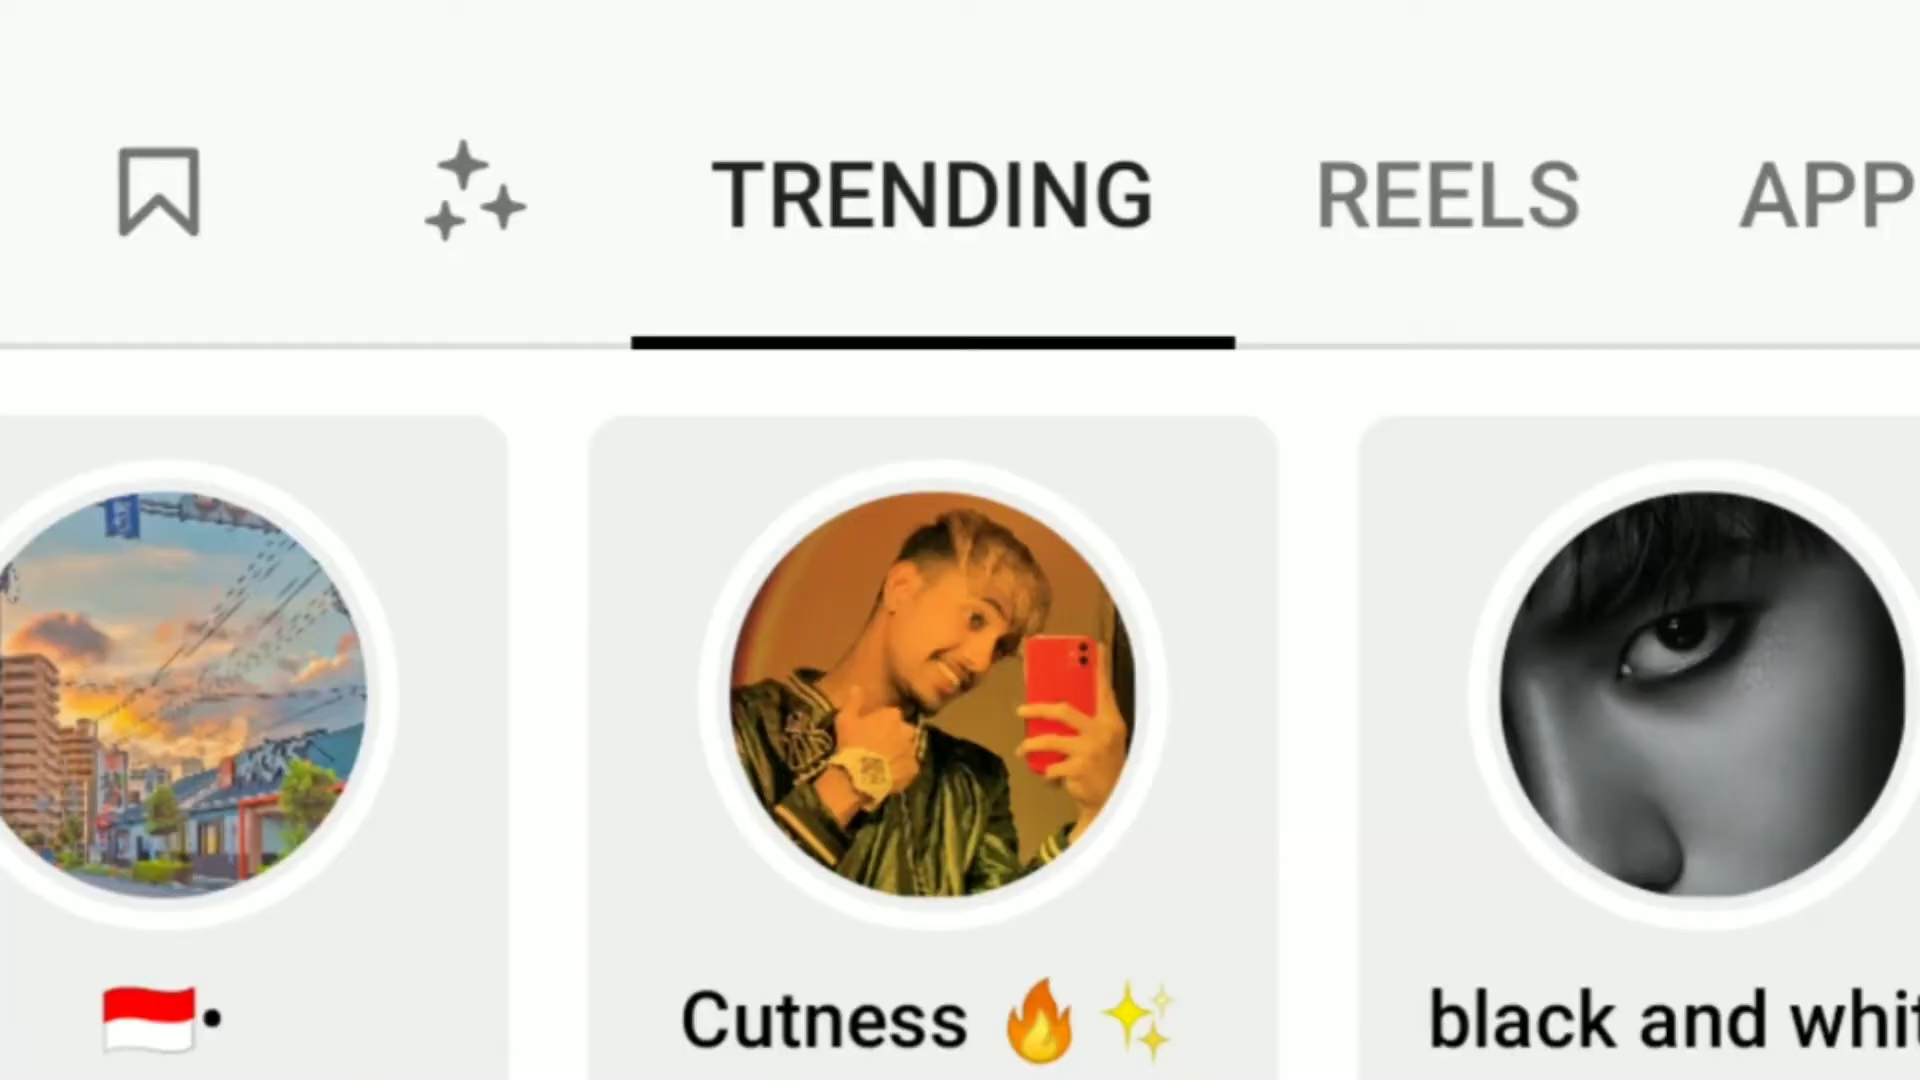 TRENDING REELS APP
🇮🇩•
Cutness 🔥 ✨
black and whit